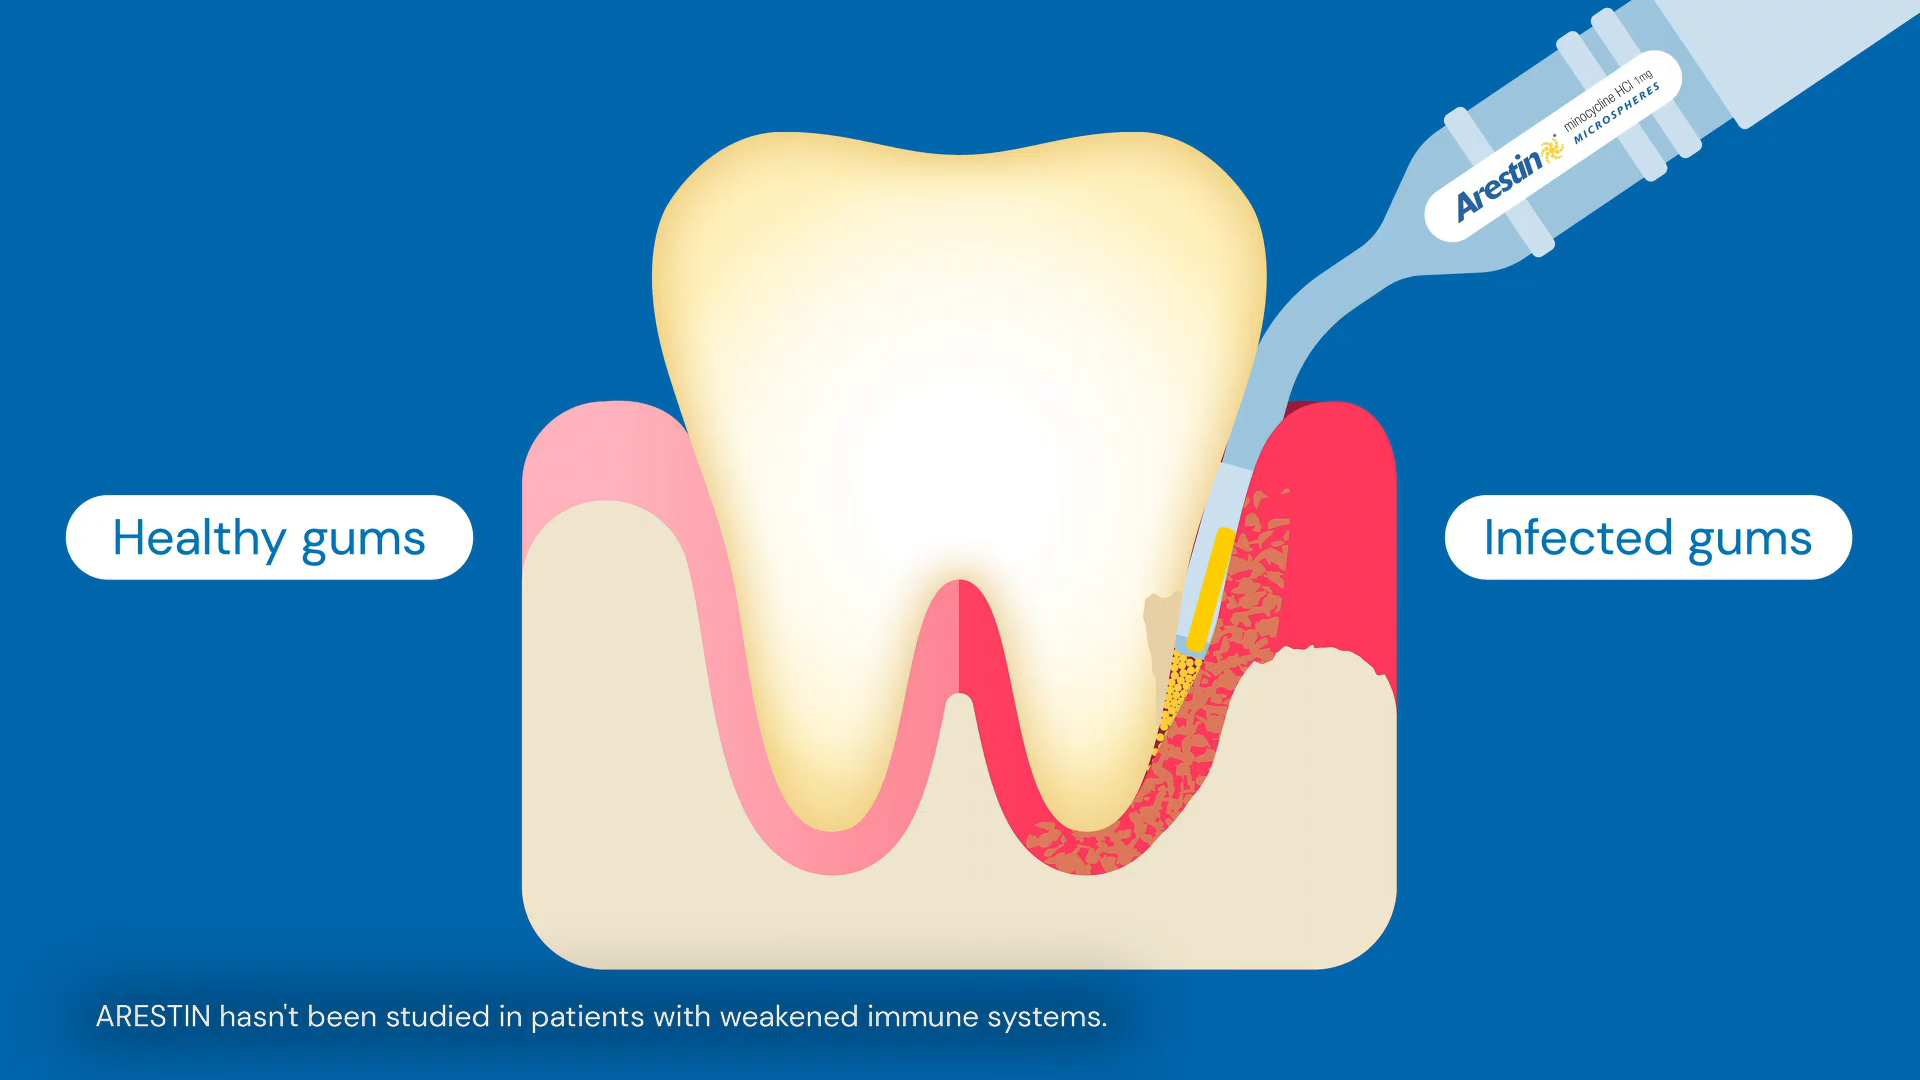 Arestin
minocycline HCl 1mg
MICROSPHERES
Healthy gums
Infected gums
ARESTIN hasn't been studied in patients with weakened immune systems.